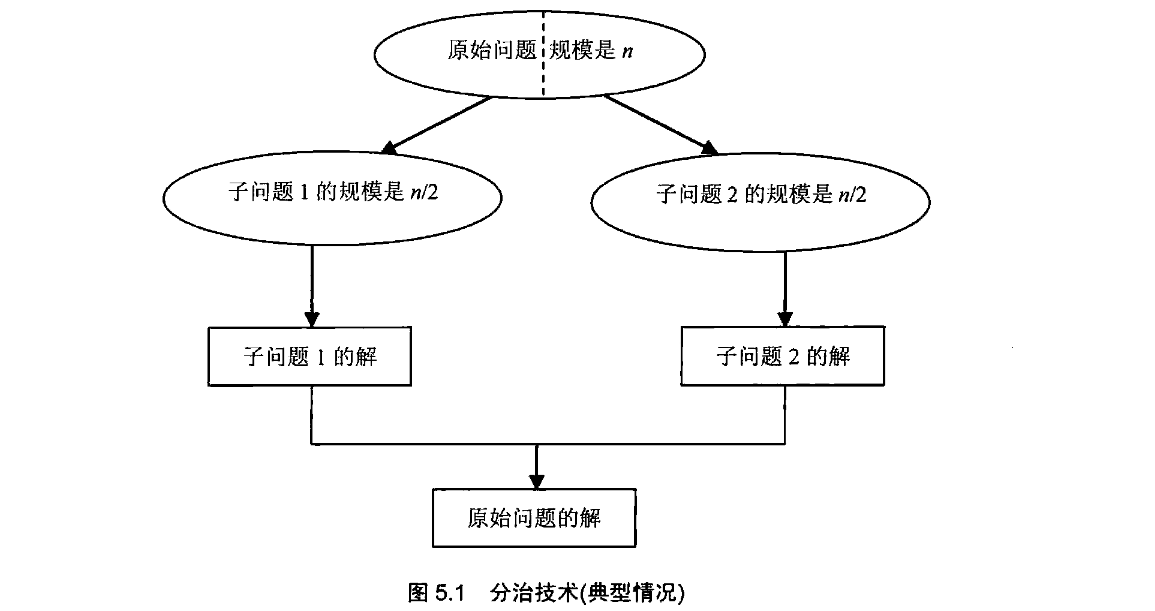 原始问题 规模是 n
子问题 1 的规模是 n/2
子问题 2 的规模是 n/2
子问题 1 的解
子问题 2 的解
原始问题的解
图 5.1 分治技术(典型情况)